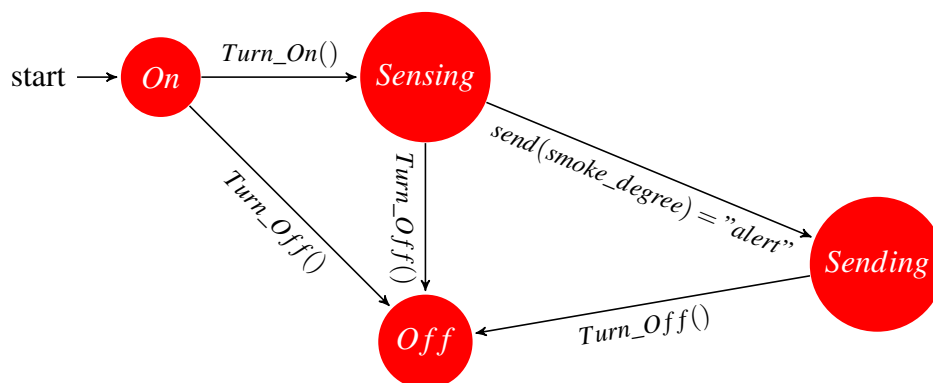 start
On
Turn_On()
Sensing
send(smoke_degree) = ”alert”
Turn_Off()
Turn_Off()
Sending
Off
Turn_Off()